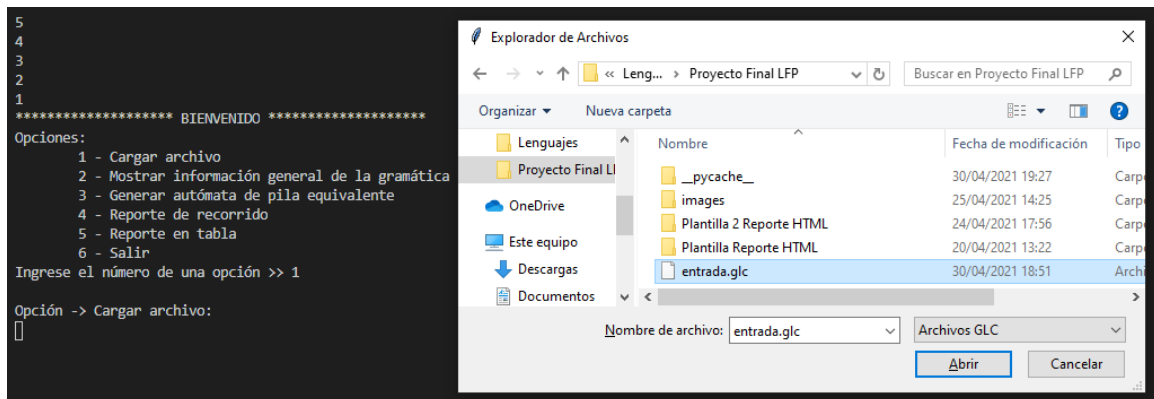 5
4
3
2
1
******************** BIENVENIDO ********************
Opciones:
1 - Cargar archivo
2 - Mostrar información general de la gramática
3 - Generar autómata de pila equivalente
4 - Reporte de recorrido
5 - Reporte en tabla
6 - Salir
Ingrese el número de una opción >> 1
Opción -> Cargar archivo:
Explorador de Archivos
« Leng... › Proyecto Final LFP
Buscar en Proyecto Final LFP
Organizar Nueva carpeta
Lenguajes
Proyecto Final Ll
OneDrive
Este equipo
Descargas
Documentos
Nombre Fecha de modificación Tipo
__pycache__ 30/04/2021 19:27 Carp
images 25/04/2021 14:25 Carp
Plantilla 2 Reporte HTML 24/04/2021 17:56 Carp
Plantilla Reporte HTML 20/04/2021 13:22 Carp
entrada.glc 30/04/2021 18:51 Archi
Nombre de archivo: entrada.glc Archivos GLC
Abrir Cancelar